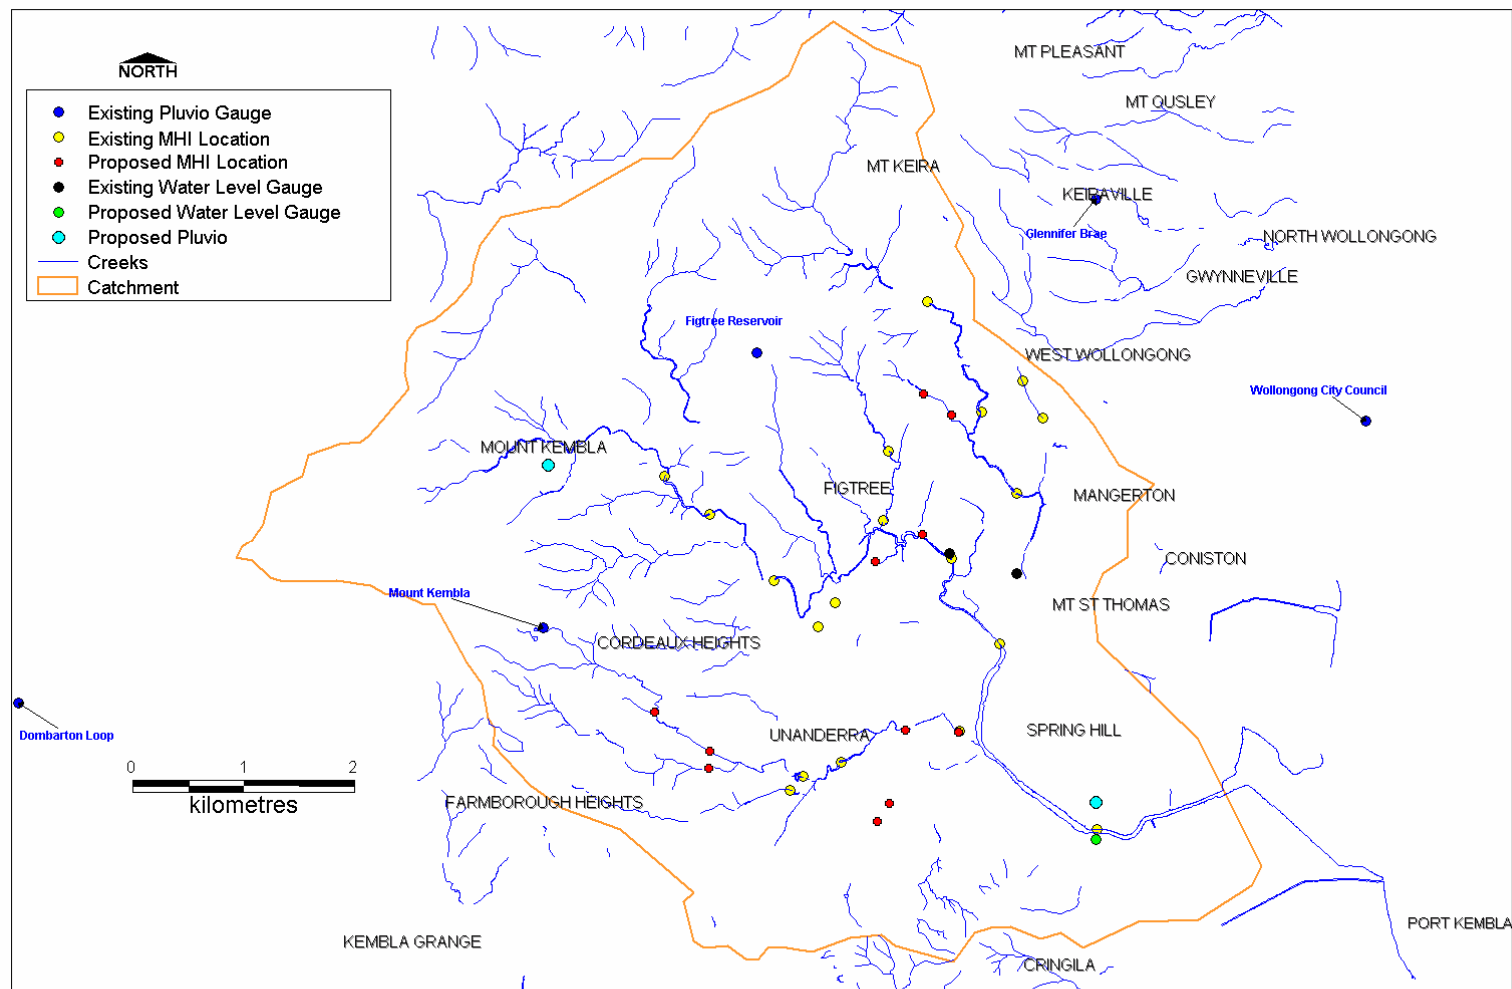 MT PLEASANT
NORTH
MT OUSLEY
Existing Pluvio Gauge
Existing MHI Location
Proposed MHI Location
Existing Water Level Gauge
Proposed Water Level Gauge
Proposed Pluvio
Creeks
Catchment
MT KEIRA
KEIRAVILLE
Glennifer Brae
NORTH WOLLONGONG
GWYNNEVILLE
Figtree Reservoir
WEST WOLLONGONG
Wollongong City Council
MOUNT KEMBLA
FIGTREE
MANGERTON
CONISTON
Mount Kembla
MT ST THOMAS
CORDEAUX HEIGHTS
Dombarton Loop
UNANDERRA
SPRING HILL
0 1 2
kilometres
FARMBOROUGH HEIGHTS
PORT KEMBLA
KEMBLA GRANGE
CRINGILA